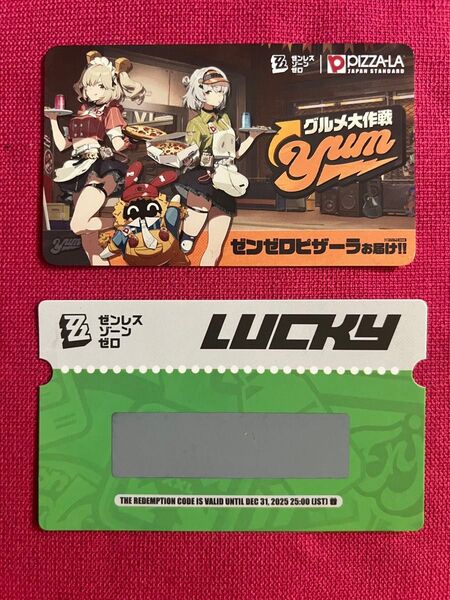 ゼンレス
ゾーン
ゼロ
PIZZA-LA
JAPAN STANDARD
グルメ大作戦
Yum
Yum
ゼンゼロピザーラお届け!!
ゼンレス
ゾーン
ゼロ
LUCKY
THE REDEMPTION CODE IS VALID UNTIL DEC 31, 2025 25:00 (JST)